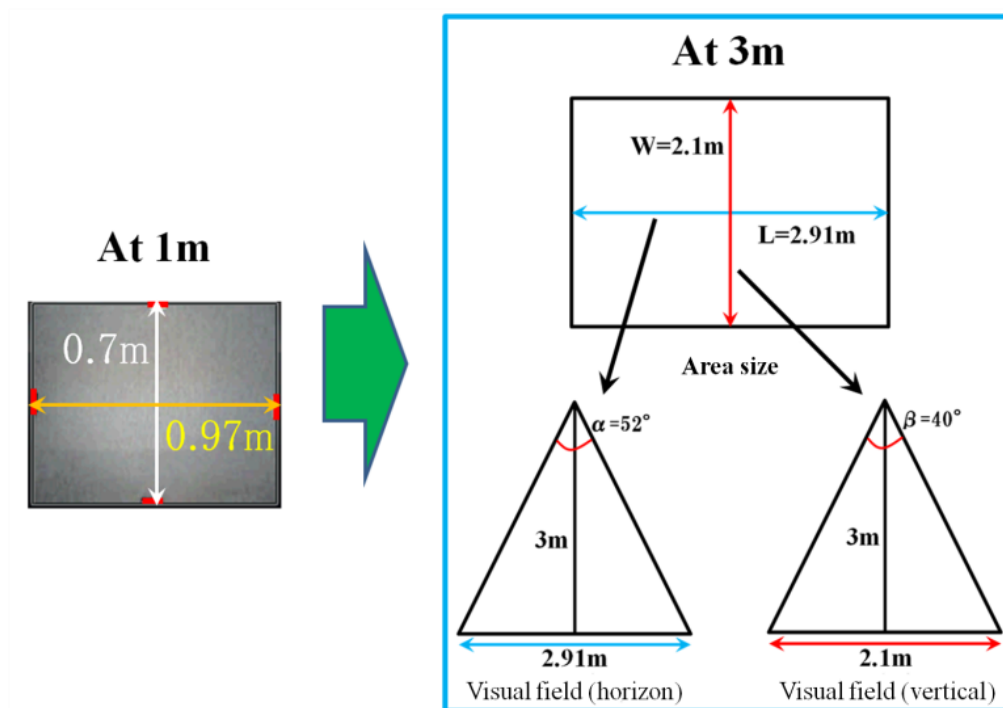 At 1m
0.7m
0.97m
At 3m
W=2.1m
L=2.91m
Area size
α=52°
3m
2.91m
Visual field (horizon)
β=40°
3m
2.1m
Visual field (vertical)